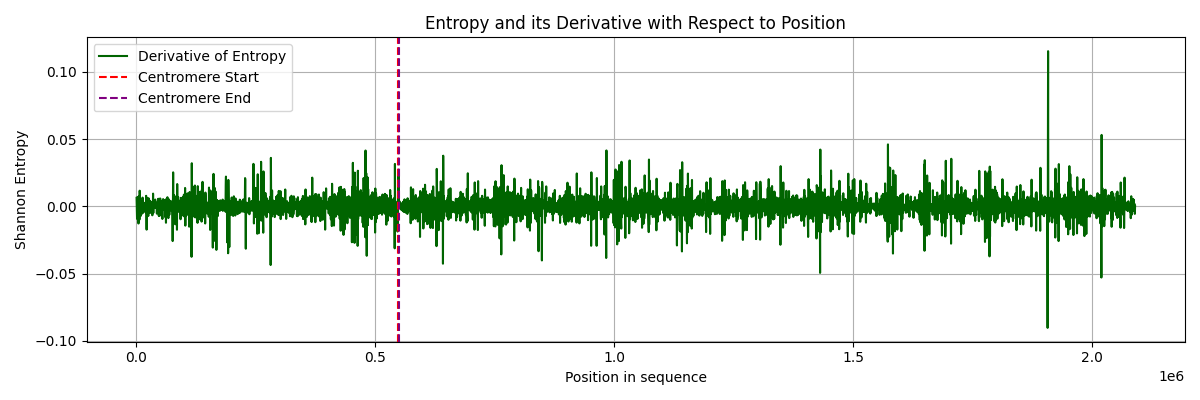 Entropy and its Derivative with Respect to Position
Derivative of Entropy
Centromere Start
Centromere End
Shannon Entropy
0.10
0.05
0.00
−0.05
−0.10
0.0 0.5 1.0 1.5 2.0
1e6
Position in sequence